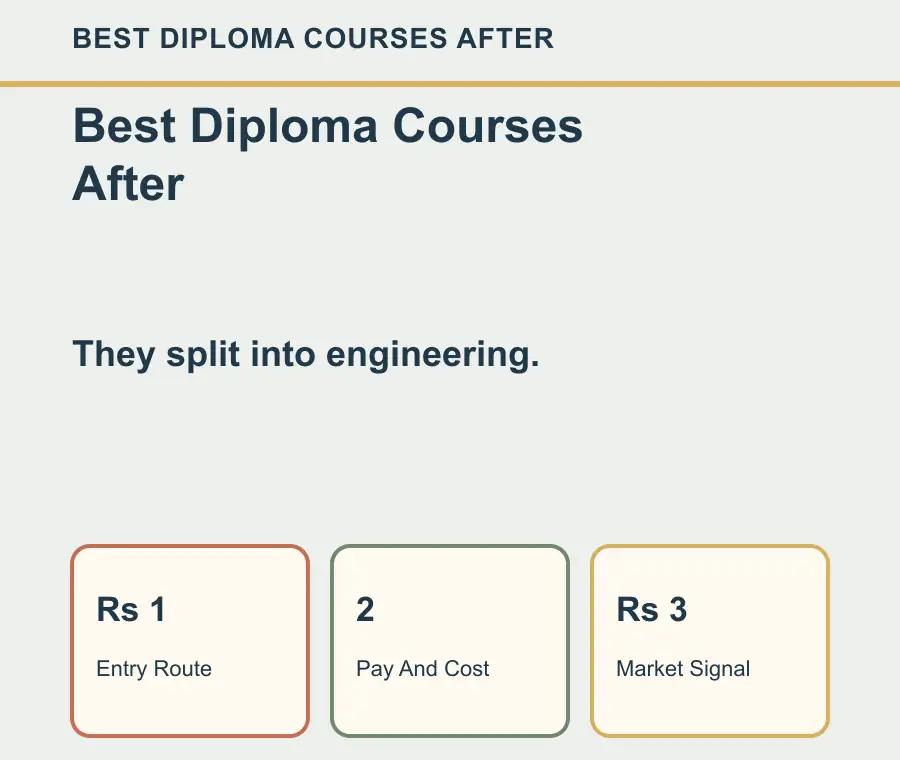 BEST DIPLOMA COURSES AFTER
Best Diploma Courses
After
They split into engineering.
Rs 1
Entry Route
2
Pay And Cost
Rs 3
Market Signal